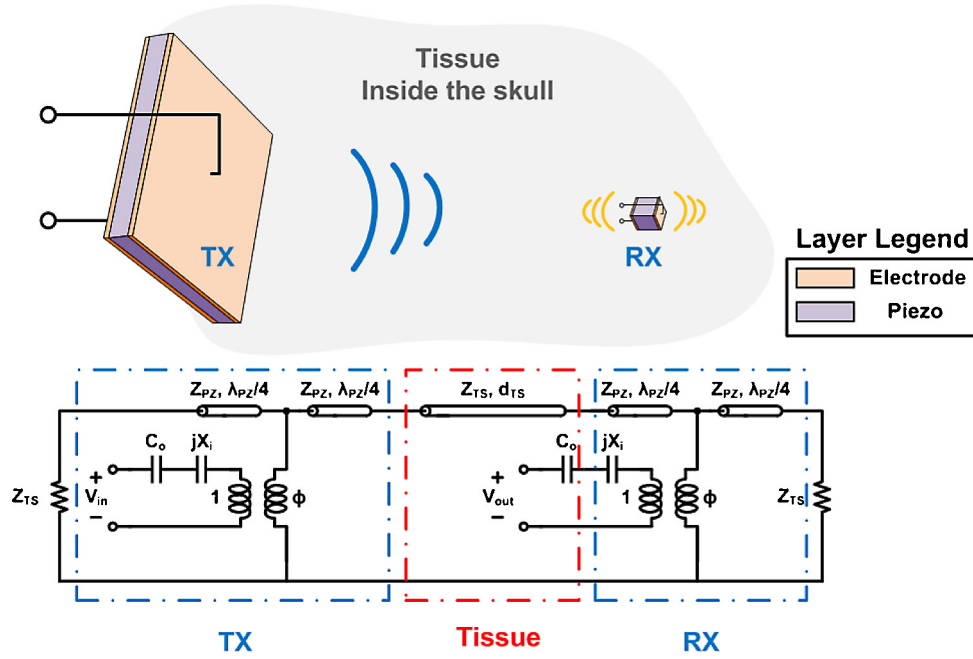 Tissue
Inside the skull
TX
RX
Layer Legend
Electrode
Piezo
Z_PZ, λ_PZ/4 Z_PZ, λ_PZ/4 Z_TS, d_TS Z_PZ, λ_PZ/4 Z_PZ, λ_PZ/4
C_o jX_i C_o jX_i
Z_TS + V_in − 1 ϕ + V_out − 1 ϕ Z_TS
TX Tissue RX